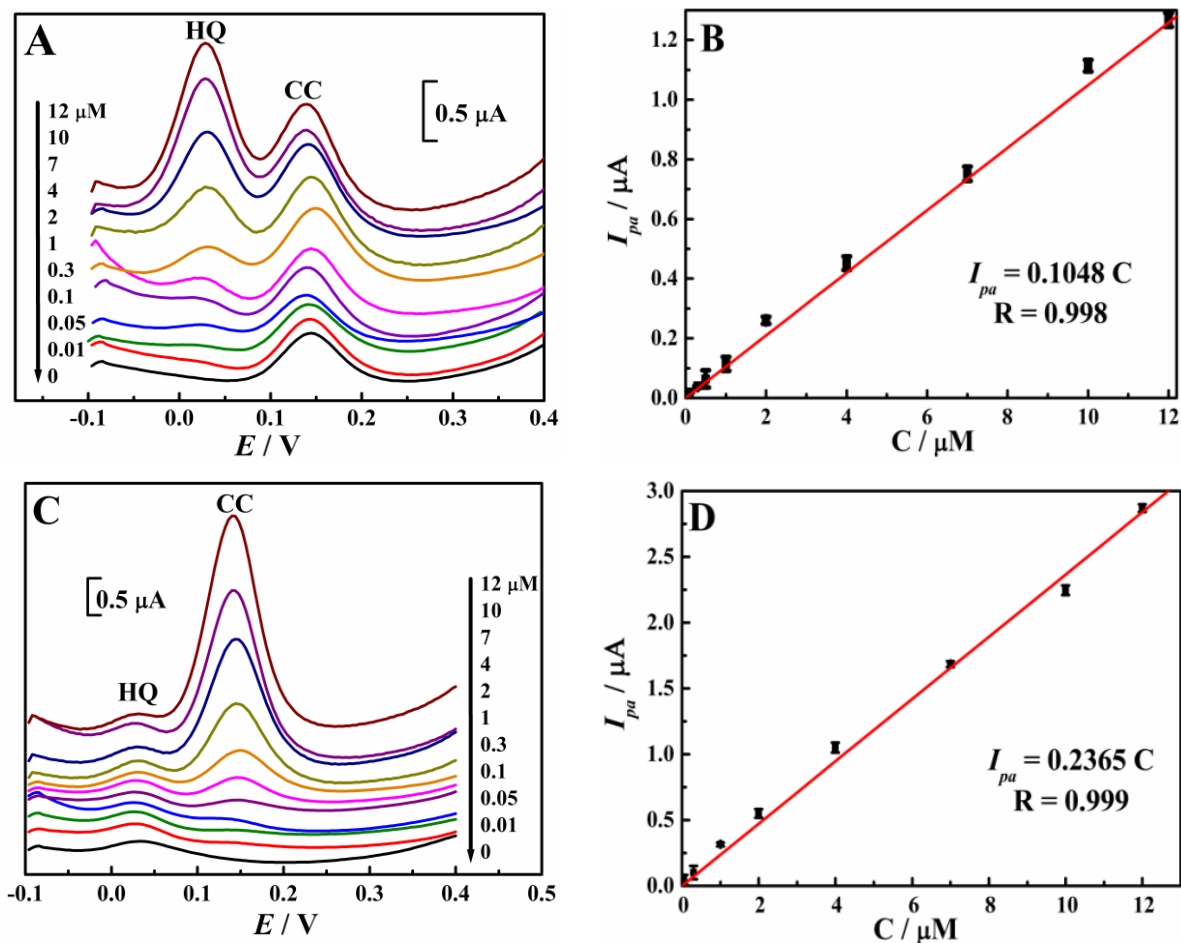 A
HQ
CC
0.5 μA
12 μM
10
7
4
2
1
0.3
0.1
0.05
0.01
0
-0.1 0.0 0.1 0.2 0.3 0.4
E / V
B
1.2
1.0
0.8
0.6
0.4
0.2
0.0
I_pa / μA
I_pa = 0.1048 C
R = 0.998
0 2 4 6 8 10 12
C / μM
C
CC
HQ
0.5 μA
12 μM
10
7
4
2
1
0.3
0.1
0.05
0.01
0
-0.1 0.0 0.1 0.2 0.3 0.4 0.5
E / V
D
3.0
2.5
2.0
1.5
1.0
0.5
0.0
I_pa / μA
I_pa = 0.2365 C
R = 0.999
0 2 4 6 8 10 12
C / μM